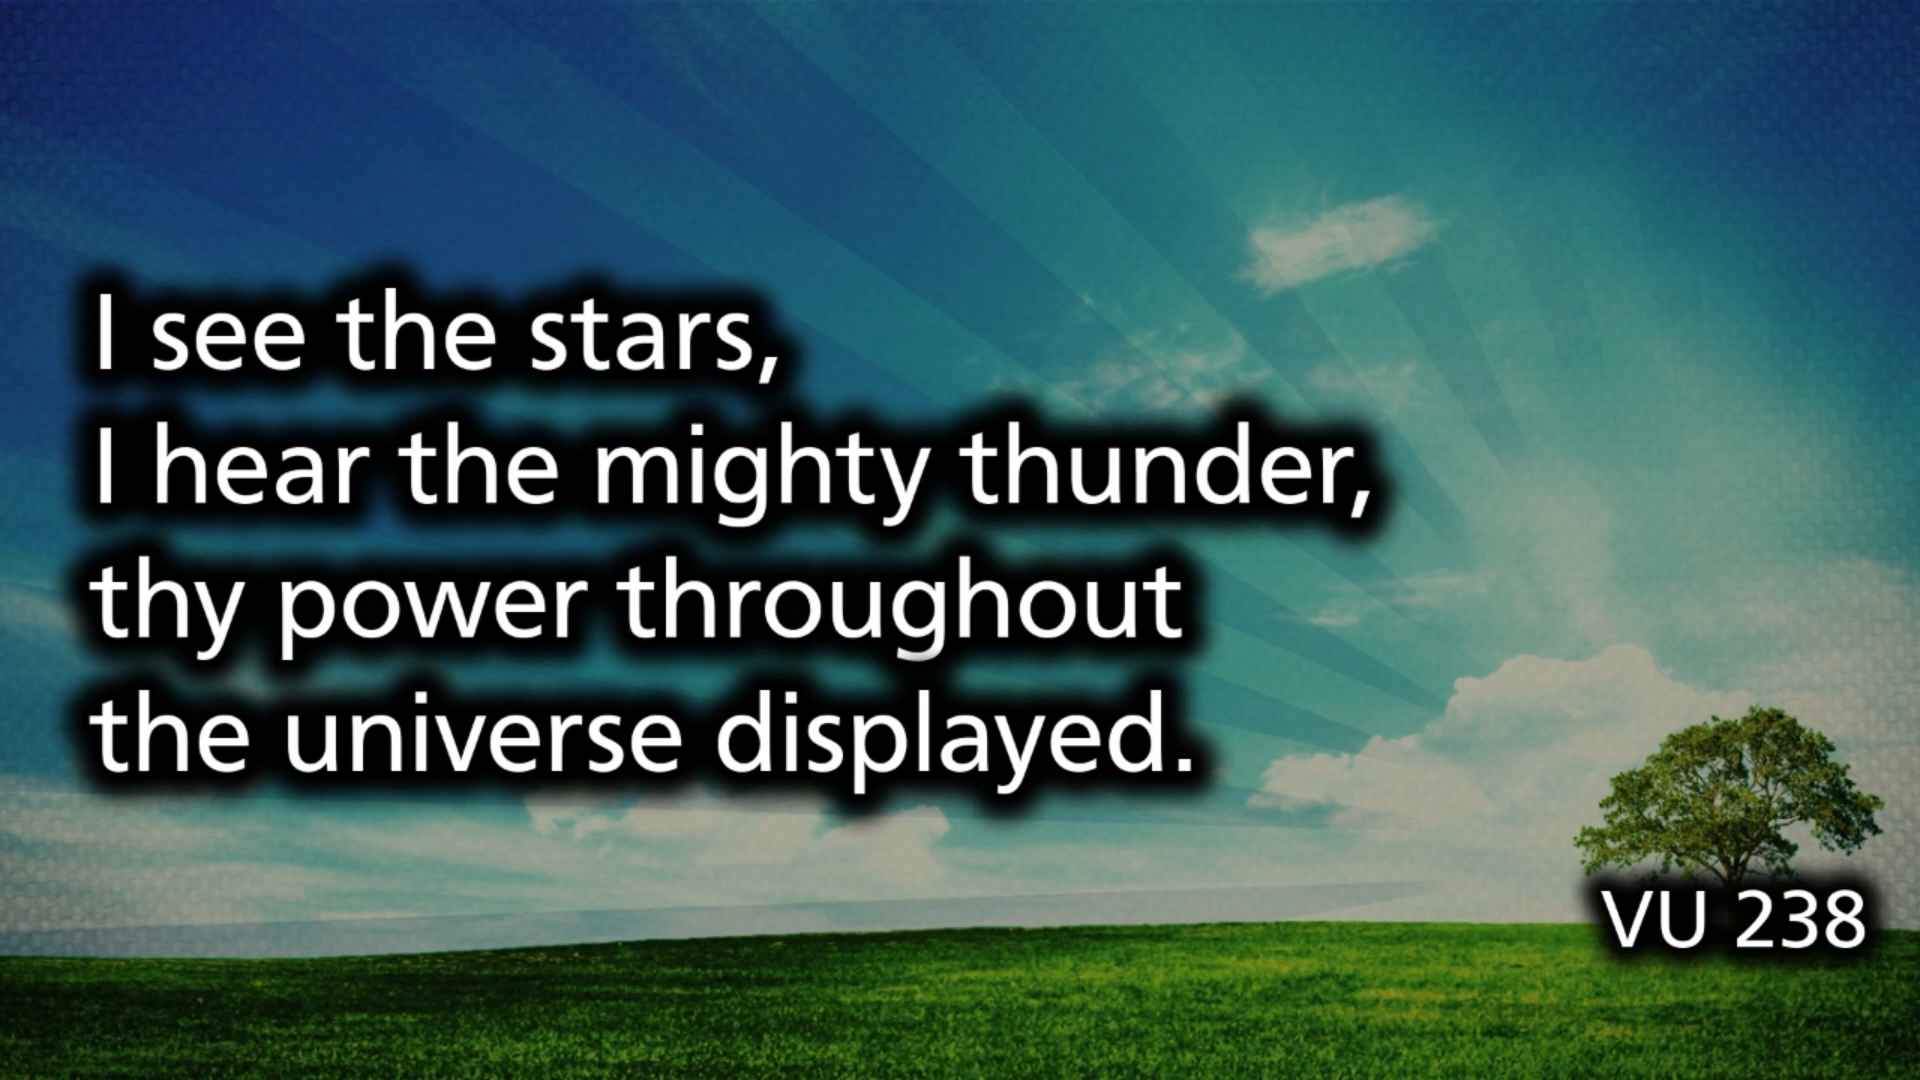 I see the stars,
I hear the mighty thunder,
thy power throughout
the universe displayed.
VU 238